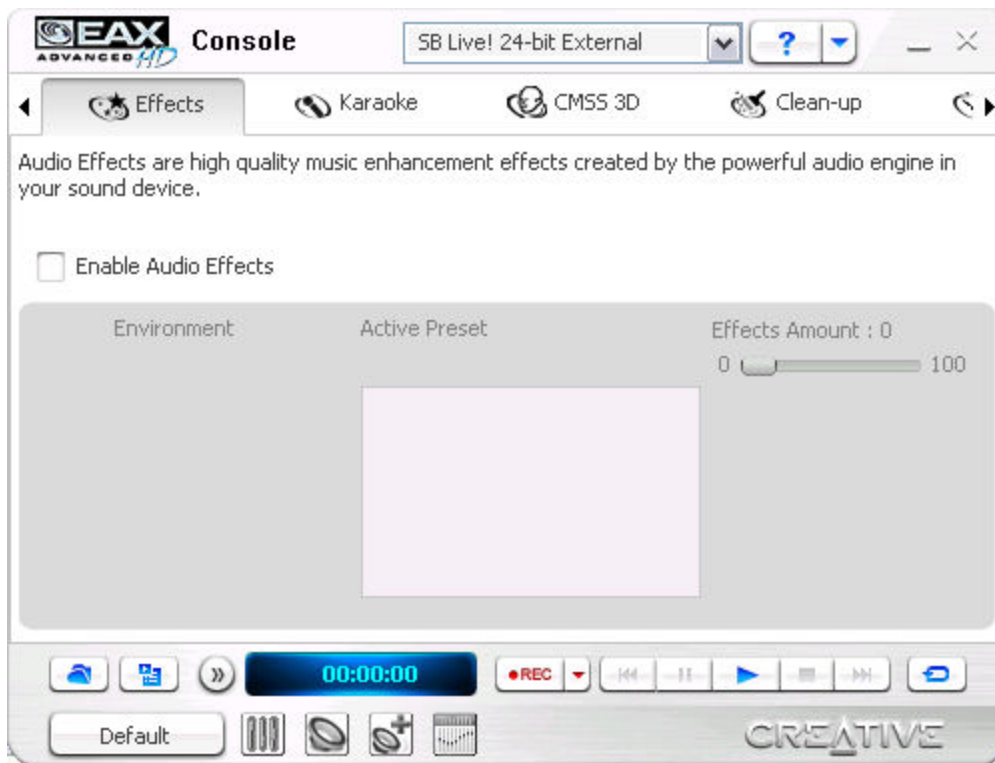 EAX
ADVANCED HD
Console
SB Live! 24-bit External
?
Effects
Karaoke
CMSS 3D
Clean-up
Audio Effects are high quality music enhancement effects created by the powerful audio engine in
your sound device.
Enable Audio Effects
Environment
Active Preset
Effects Amount : 0
0
100
00:00:00
REC
Default
CREATIVE